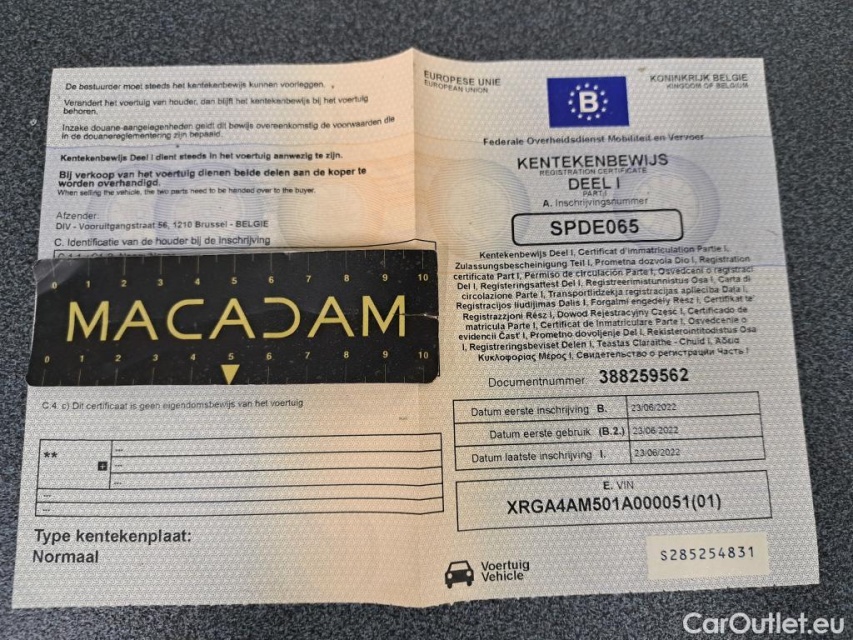 De bestuurder moet steeds het kentekenbewijs kunnen voorleggen.
Verandert het voertuig van houder, dan blijft het kentekenbewijs bij het voertuig
behoren.
Inzake douane-aangelegenheden geldt dit bewijs overeenkomstig de voorwaarden die
in de douanereglementering zijn bepaald.
Kentekenbewijs Deel I dient steeds in het voertuig aanwezig te zijn.
Bij verkoop van het voertuig dienen beide delen aan de koper te
worden overhandigd.
When selling the vehicle, the two parts need to be handed over to the buyer.
Afzender:
DIV - Vooruitgangstraat 56, 1210 Brussel - BELGIE
C. Identificatie van de houder bij de Inschrijving
0 1 2 3 4 5 6 7 8 9 10
MACADAM
0 1 2 3 4 5 6 7 8 9 10
C.4. c) Dit certificaat is geen eigendomsbewijs van het voertuig
**
---
---
---
---
---
Type kentekenplaat:
Normaal
EUROPESE UNIE
EUROPEAN UNION
B
KONINKRIJK BELGIE
KINGDOM OF BELGIUM
Federale Overheidsdienst Mobiliteit en Vervoer
KENTEKENBEWIJS
REGISTRATION CERTIFICATE
DEEL I
PART I
A. Inschrijvingsnummer
SPDE065
Kentekenbewijs Deel I, Certificat d'immatriculation Partie I,
Zulassungsbescheinigung Teil I, Prometna dozvola Dio I, Registration
certificate Part I, Permiso de circulación Parte I, Osvedčení o registraci
Del I, Registreringsattest Del I, Registreerimistunnistus Osa I, Carta di
circolazione Parte I, Transportlīdzekļa reģistrācijas apliecība Daļa I,
Registracijos liudijimas Dalis I, Forgalmi engedély Rész I, Ċertifikat ta'
Reġistrazzjoni Rész I, Dowod Rejestracyjny Część I, Certificado de
matrícula Parte I, Certificat de Inmatriculare Parte I, Osvedčenie o
evidencii Časť I, Prometno dovoljenje Del I, Rekisteröintitodistus Osa
I, Registreringsbeviset Delen I, Teastas Claraithe - Chuid I, Άδεια
Κυκλοφορίας Μέρος I, Свидетельство о регистрации Часть I
Documentnummer 388259562
Datum eerste inschrijving B. 23/06/2022
Datum eerste gebruik (B.2.) 23/06/2022
Datum laatste inschrijving I. 23/06/2022
E. VIN
XRGA4AM501A000051(01)
Voertuig
Vehicle
S285254831
CarOutlet.eu